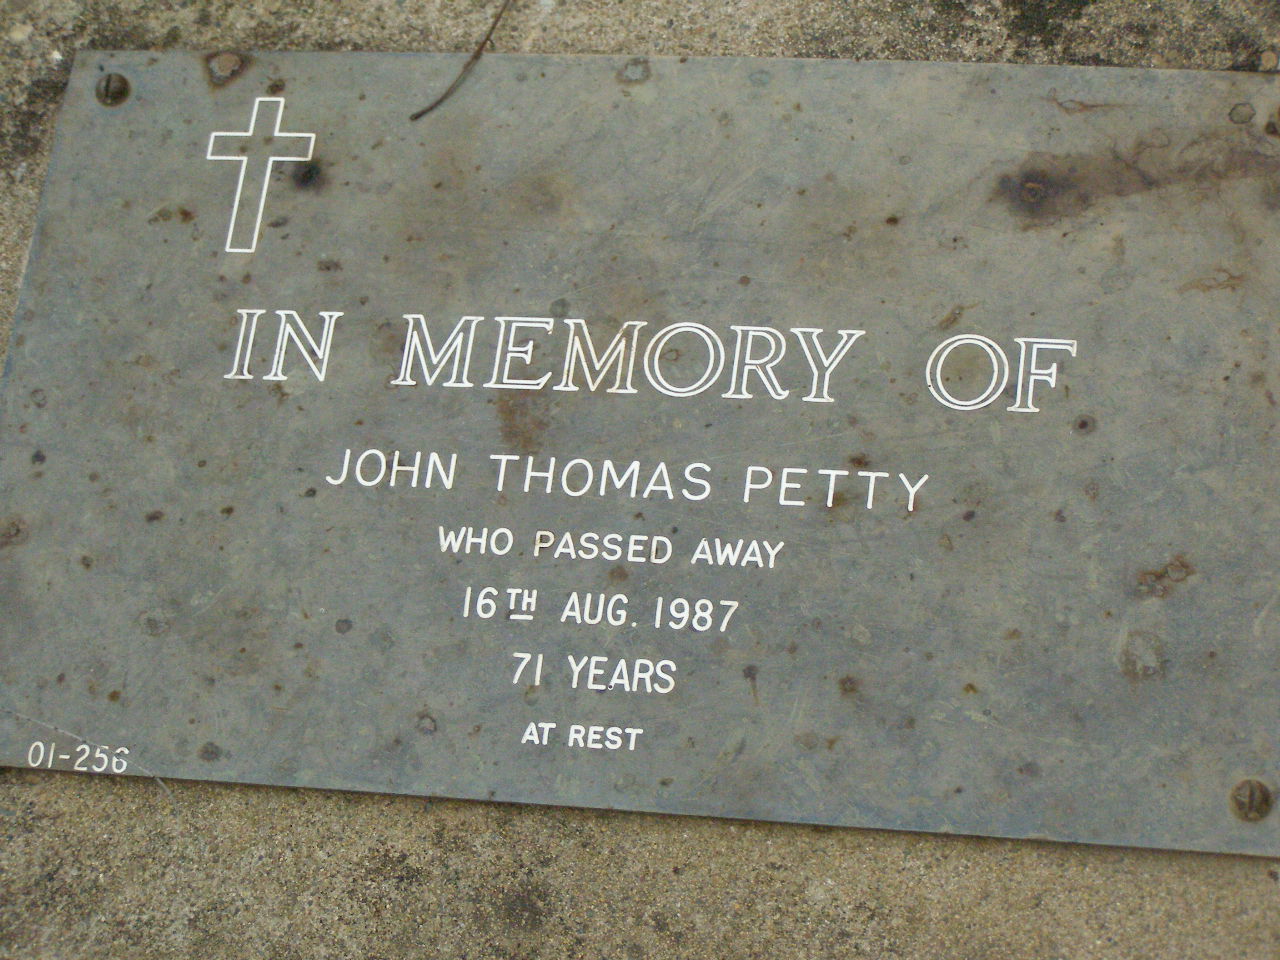 IN MEMORY OF
JOHN THOMAS PETTY
WHO PASSED AWAY
16TH AUG. 1987
71 YEARS
AT REST
01-256